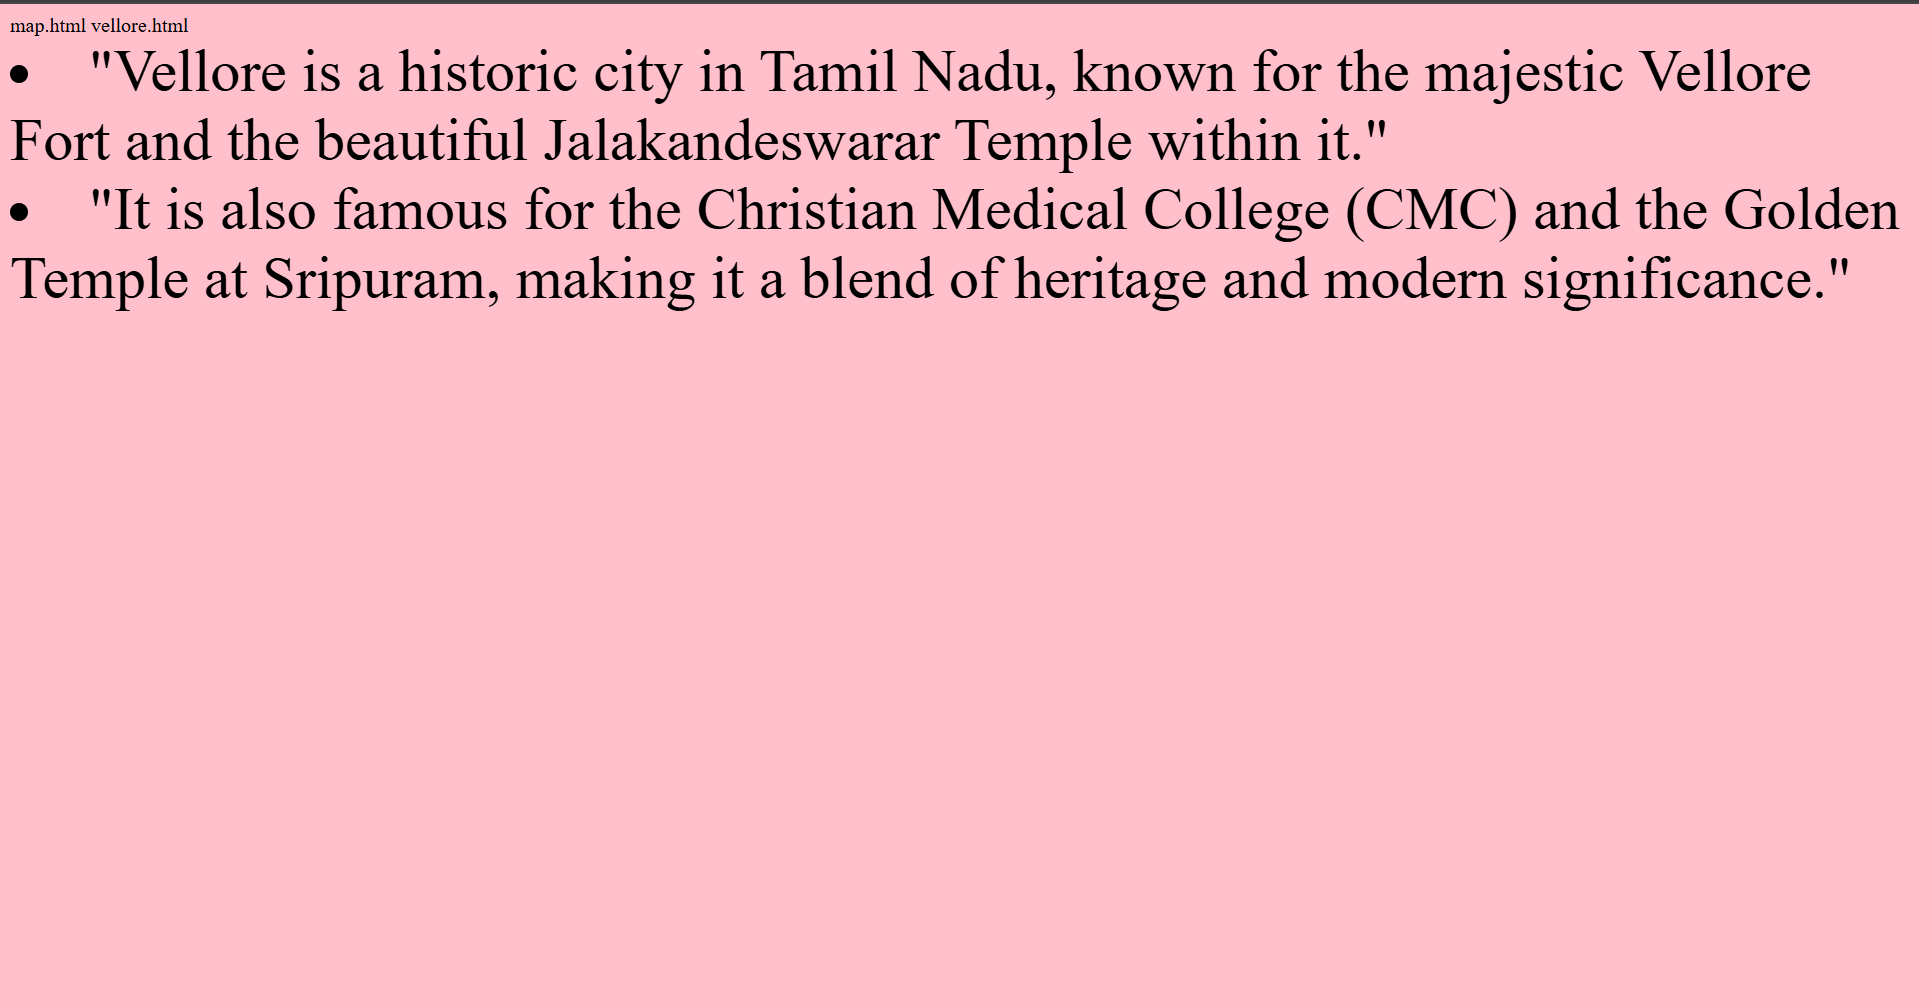 map.html vellore.html
• "Vellore is a historic city in Tamil Nadu, known for the majestic Vellore
Fort and the beautiful Jalakandeswarar Temple within it."
• "It is also famous for the Christian Medical College (CMC) and the Golden
Temple at Sripuram, making it a blend of heritage and modern significance."